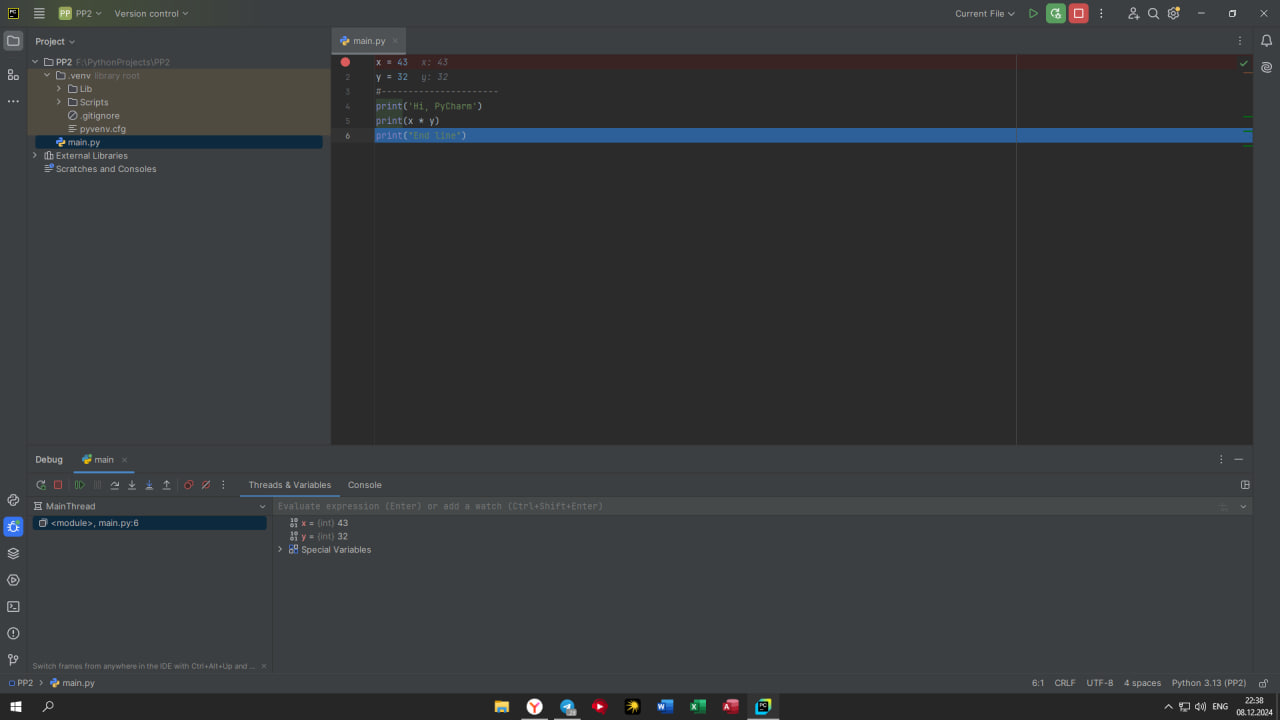 PC
PP
PP2
Version control
Current File
Project
main.py
PP2 F:\PythonProjects\PP2
.venv library root
Lib
Scripts
.gitignore
pyvenv.cfg
main.py
External Libraries
Scratches and Consoles
x = 43 x: 43
2 y = 32 y: 32
3 #----------------------
4 print('Hi, PyCharm')
5 print(x * y)
6 print("End line")
Debug
main
Threads & Variables
Console
MainThread
Evaluate expression (Enter) or add a watch (Ctrl+Shift+Enter)
<module>, main.py:6
x = {int} 43
y = {int} 32
Special Variables
Switch frames from anywhere in the IDE with Ctrl+Alt+Up and ...
PP2 > main.py
6:1 CRLF UTF-8 4 spaces Python 3.13 (PP2)
ENG
22:38
08.12.2024